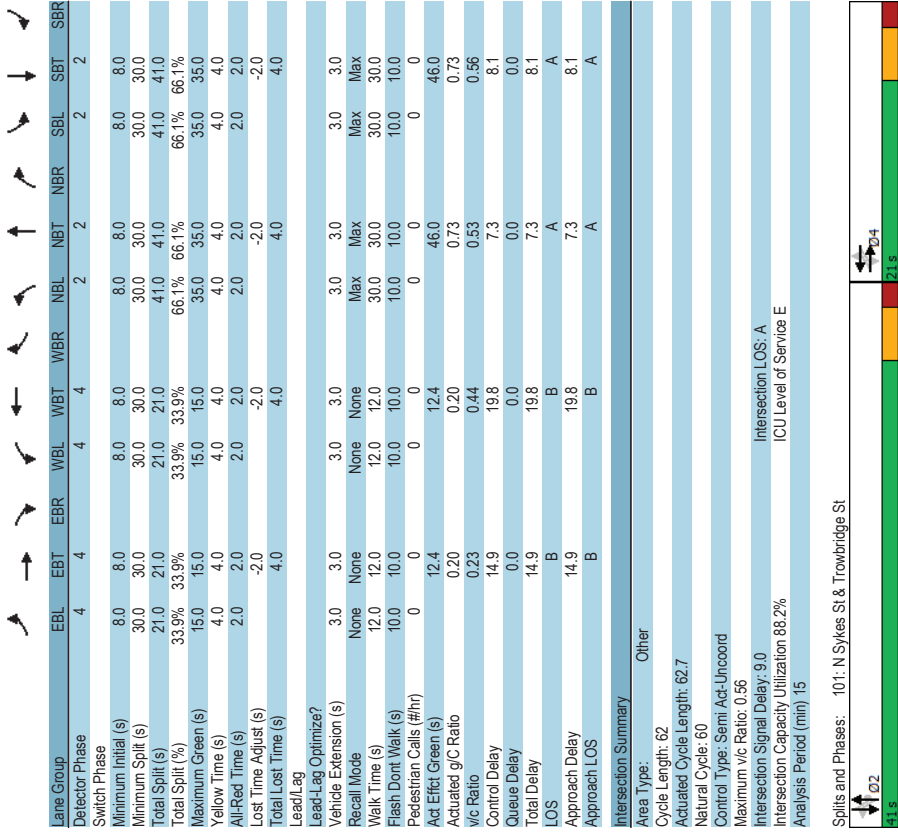 Lane Group EBL EBT EBR WBL WBT WBR NBL NBT NBR SBL SBT SBR
Detector Phase 4 4 4 4 2 2 2 2
Switch Phase
Minimum Initial (s) 8.0 8.0 8.0 8.0 8.0 8.0 8.0 8.0
Minimum Split (s) 30.0 30.0 30.0 30.0 30.0 30.0 30.0 30.0
Total Split (s) 21.0 21.0 21.0 21.0 41.0 41.0 41.0 41.0
Total Split (%) 33.9% 33.9% 33.9% 33.9% 66.1% 66.1% 66.1% 66.1%
Maximum Green (s) 15.0 15.0 15.0 15.0 35.0 35.0 35.0 35.0
Yellow Time (s) 4.0 4.0 4.0 4.0 4.0 4.0 4.0 4.0
All-Red Time (s) 2.0 2.0 2.0 2.0 2.0 2.0 2.0 2.0
Lost Time Adjust (s) -2.0 -2.0 -2.0 -2.0
Total Lost Time (s) 4.0 4.0 4.0 4.0
Lead/Lag
Lead-Lag Optimize?
Vehicle Extension (s) 3.0 3.0 3.0 3.0 3.0 3.0 3.0 3.0
Recall Mode None None None None Max Max Max Max
Walk Time (s) 12.0 12.0 12.0 12.0 30.0 30.0 30.0 30.0
Flash Dont Walk (s) 10.0 10.0 10.0 10.0 10.0 10.0 10.0 10.0
Pedestrian Calls (#/hr) 0 0 0 0 0 0 0 0
Act Effct Green (s) 12.4 12.4 46.0 46.0
Actuated g/C Ratio 0.20 0.20 0.73 0.73
v/c Ratio 0.23 0.44 0.53 0.56
Control Delay 14.9 19.8 7.3 8.1
Queue Delay 0.0 0.0 0.0 0.0
Total Delay 14.9 19.8 7.3 8.1
LOS B B A A
Approach Delay 14.9 19.8 7.3 8.1
Approach LOS B B A A
Intersection Summary
Area Type: Other
Cycle Length: 62
Actuated Cycle Length: 62.7
Natural Cycle: 60
Control Type: Semi Act-Uncoord
Maximum v/c Ratio: 0.56
Intersection Signal Delay: 9.0 Intersection LOS: A
Intersection Capacity Utilization 88.2% ICU Level of Service E
Analysis Period (min) 15
Splits and Phases: 101: N Sykes St & Trowbridge St
Ø2 Ø4
41 s 21 s